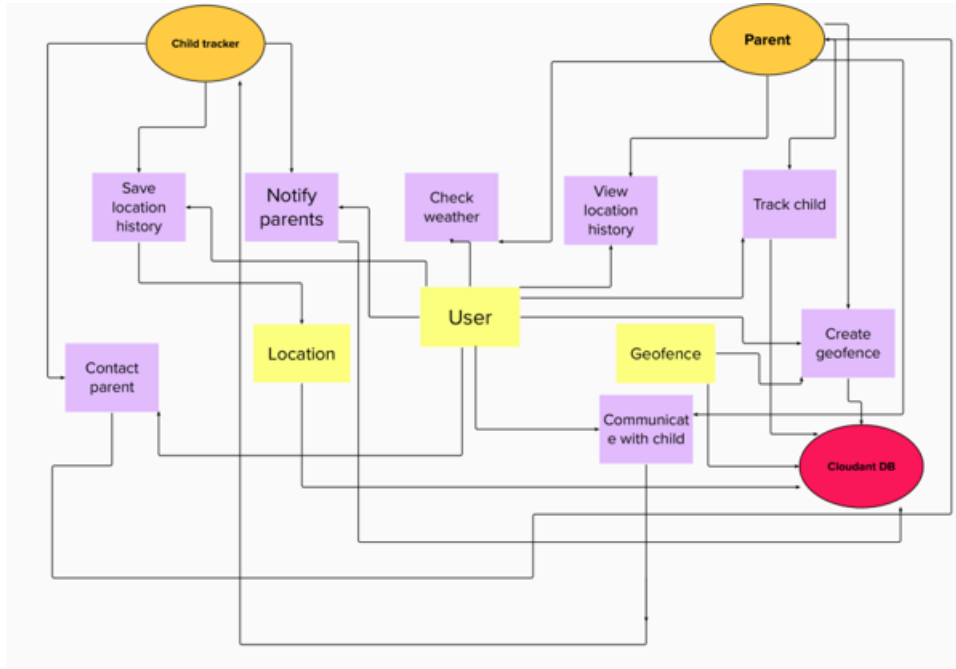 Child tracker
Parent
Save
location
history
Notify
parents
Check
weather
View
location
history
Track child
User
Location
Geofence
Create
geofence
Contact
parent
Communicat
e with child
Cloudant DB